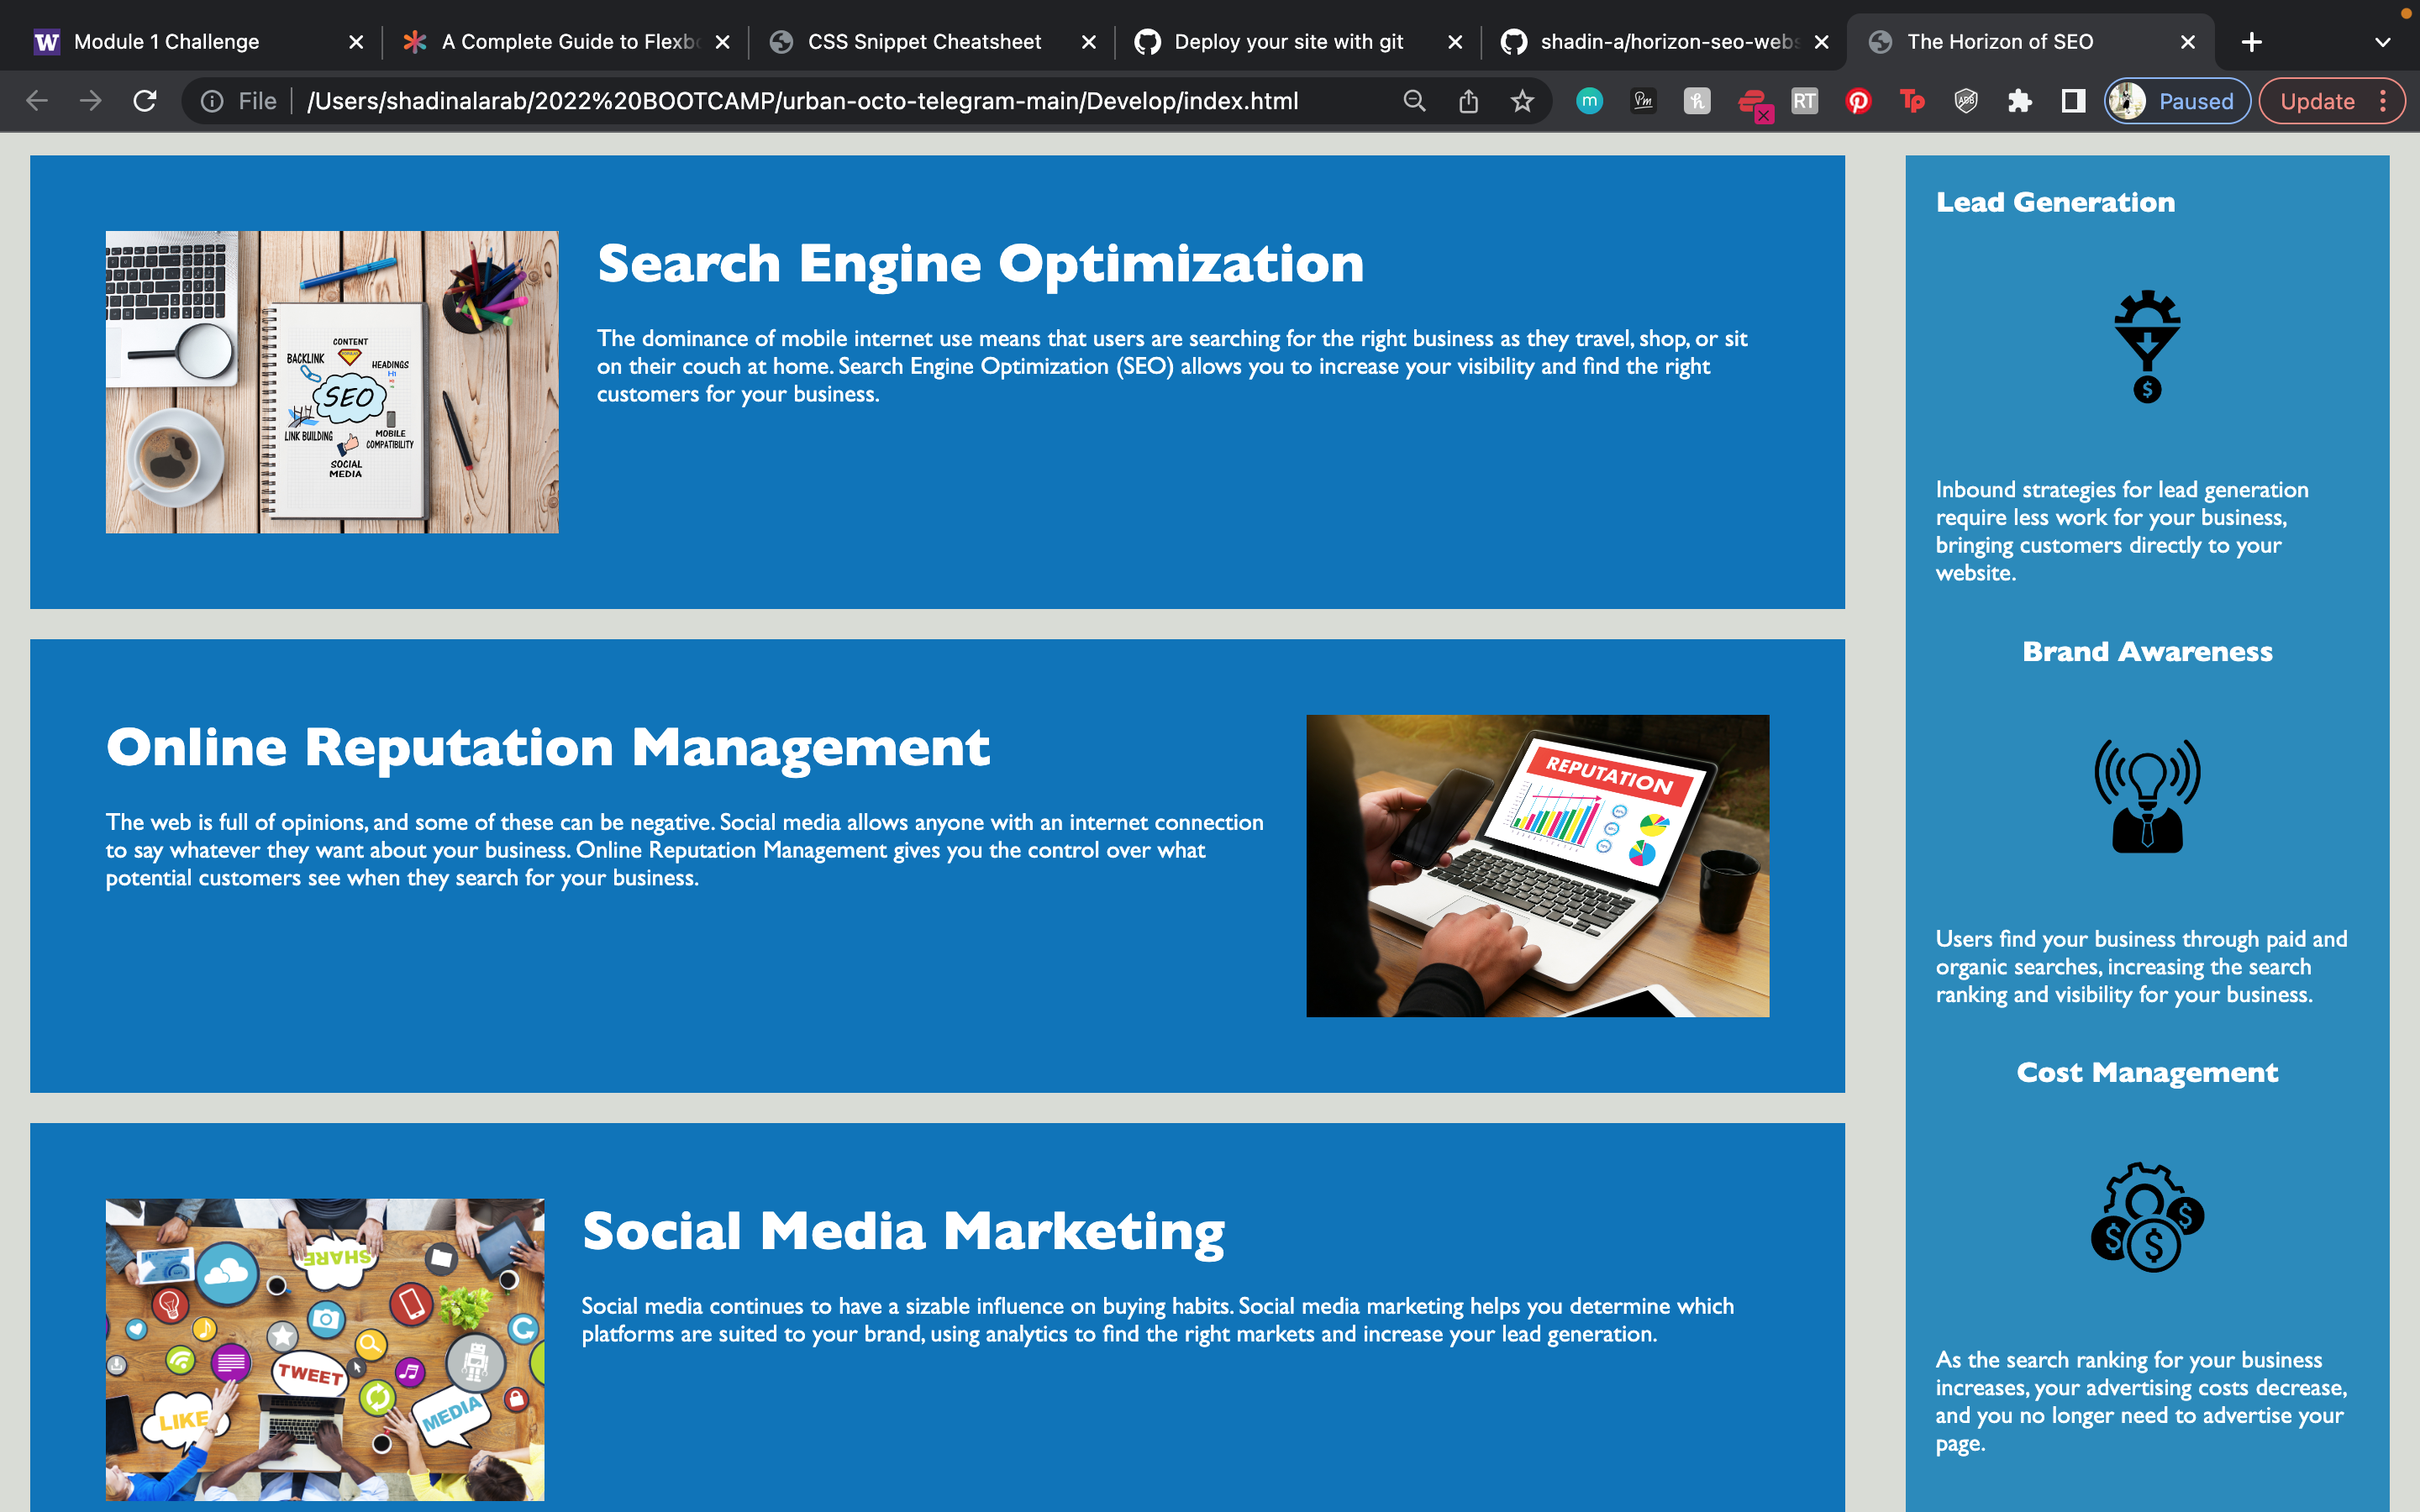 Module 1 Challenge
A Complete Guide to Flexbo
CSS Snippet Cheatsheet
Deploy your site with git
shadin-a/horizon-seo-webs
The Horizon of SEO
File
/Users/shadinalarab/2022%20BOOTCAMP/urban-octo-telegram-main/Develop/index.html
m
Pm
RT
Tp
ABP
Paused
Update
Search Engine Optimization
The dominance of mobile internet use means that users are searching for the right business as they travel, shop, or sit
on their couch at home. Search Engine Optimization (SEO) allows you to increase your visibility and find the right
customers for your business.
CONTENT
BACKLINK
HEADINGS
H1
SEO
LINK BUILDING
MOBILE
COMPATIBILITY
SOCIAL
MEDIA
Online Reputation Management
The web is full of opinions, and some of these can be negative. Social media allows anyone with an internet connection
to say whatever they want about your business. Online Reputation Management gives you the control over what
potential customers see when they search for your business.
REPUTATION
Social Media Marketing
Social media continues to have a sizable influence on buying habits. Social media marketing helps you determine which
platforms are suited to your brand, using analytics to find the right markets and increase your lead generation.
SHARE
TWEET
LIKE
MEDIA
Lead Generation
$
Inbound strategies for lead generation
require less work for your business,
bringing customers directly to your
website.
Brand Awareness
Users find your business through paid and
organic searches, increasing the search
ranking and visibility for your business.
Cost Management
$
$
$
As the search ranking for your business
increases, your advertising costs decrease,
and you no longer need to advertise your
page.